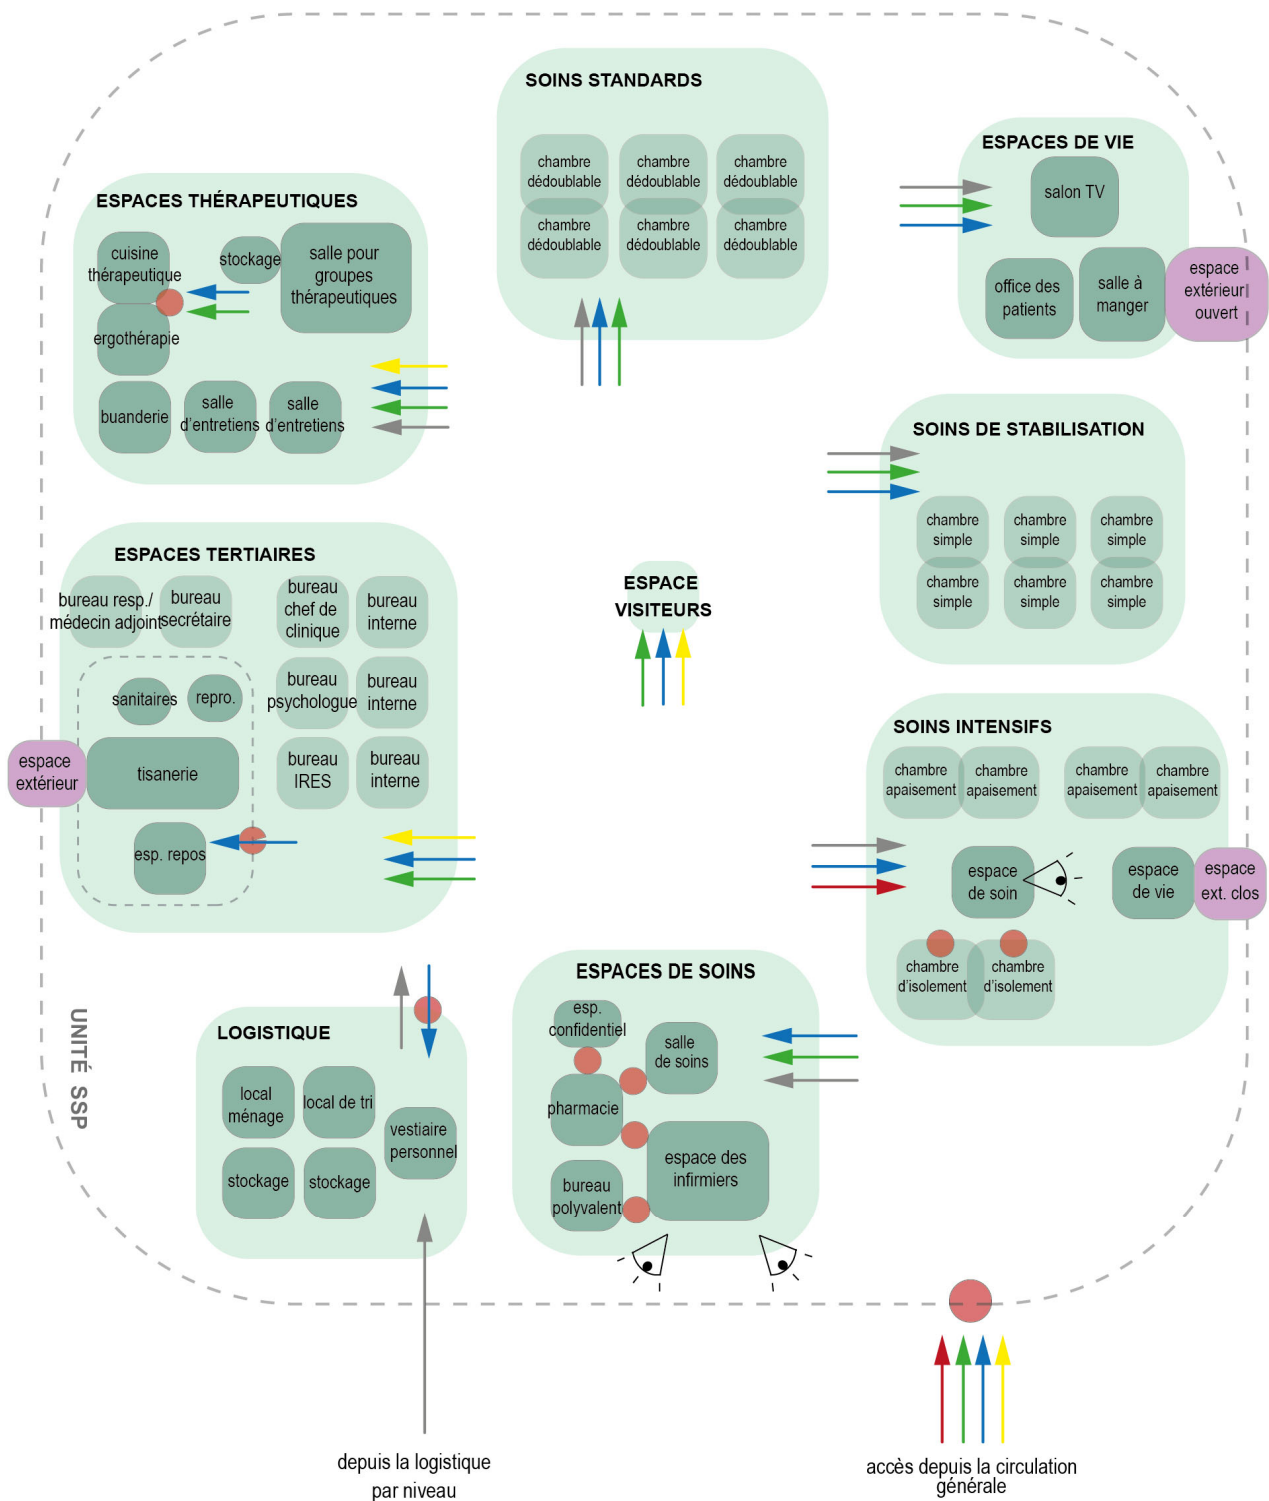 SOINS STANDARDS
chambre
dédoublable
chambre
dédoublable
chambre
dédoublable
chambre
dédoublable
chambre
dédoublable
chambre
dédoublable
ESPACES DE VIE
salon TV
office des
patients
salle à
manger
espace
extérieur
ouvert
ESPACES THÉRAPEUTIQUES
cuisine
thérapeutique
stockage
salle pour
groupes
thérapeutiques
ergothérapie
buanderie
salle
d'entretiens
salle
d'entretiens
SOINS DE STABILISATION
chambre
simple
chambre
simple
chambre
simple
chambre
simple
chambre
simple
chambre
simple
ESPACES TERTIAIRES
bureau resp./
médecin adjoint
bureau
secrétaire
bureau
chef de
clinique
bureau
interne
sanitaires
repro.
bureau
psychologue
bureau
interne
espace
extérieur
tisanerie
bureau
IRES
bureau
interne
esp. repos
ESPACE
VISITEURS
SOINS INTENSIFS
chambre
apaisement
chambre
apaisement
chambre
apaisement
chambre
apaisement
espace
de soin
espace
de vie
espace
ext. clos
chambre
d'isolement
chambre
d'isolement
UNITÉ SSP
LOGISTIQUE
local
ménage
local de tri
vestiaire
personnel
stockage
stockage
ESPACES DE SOINS
esp.
confidentiel
salle
de soins
pharmacie
espace des
infirmiers
bureau
polyvalent
depuis la logistique
par niveau
accès depuis la circulation
générale